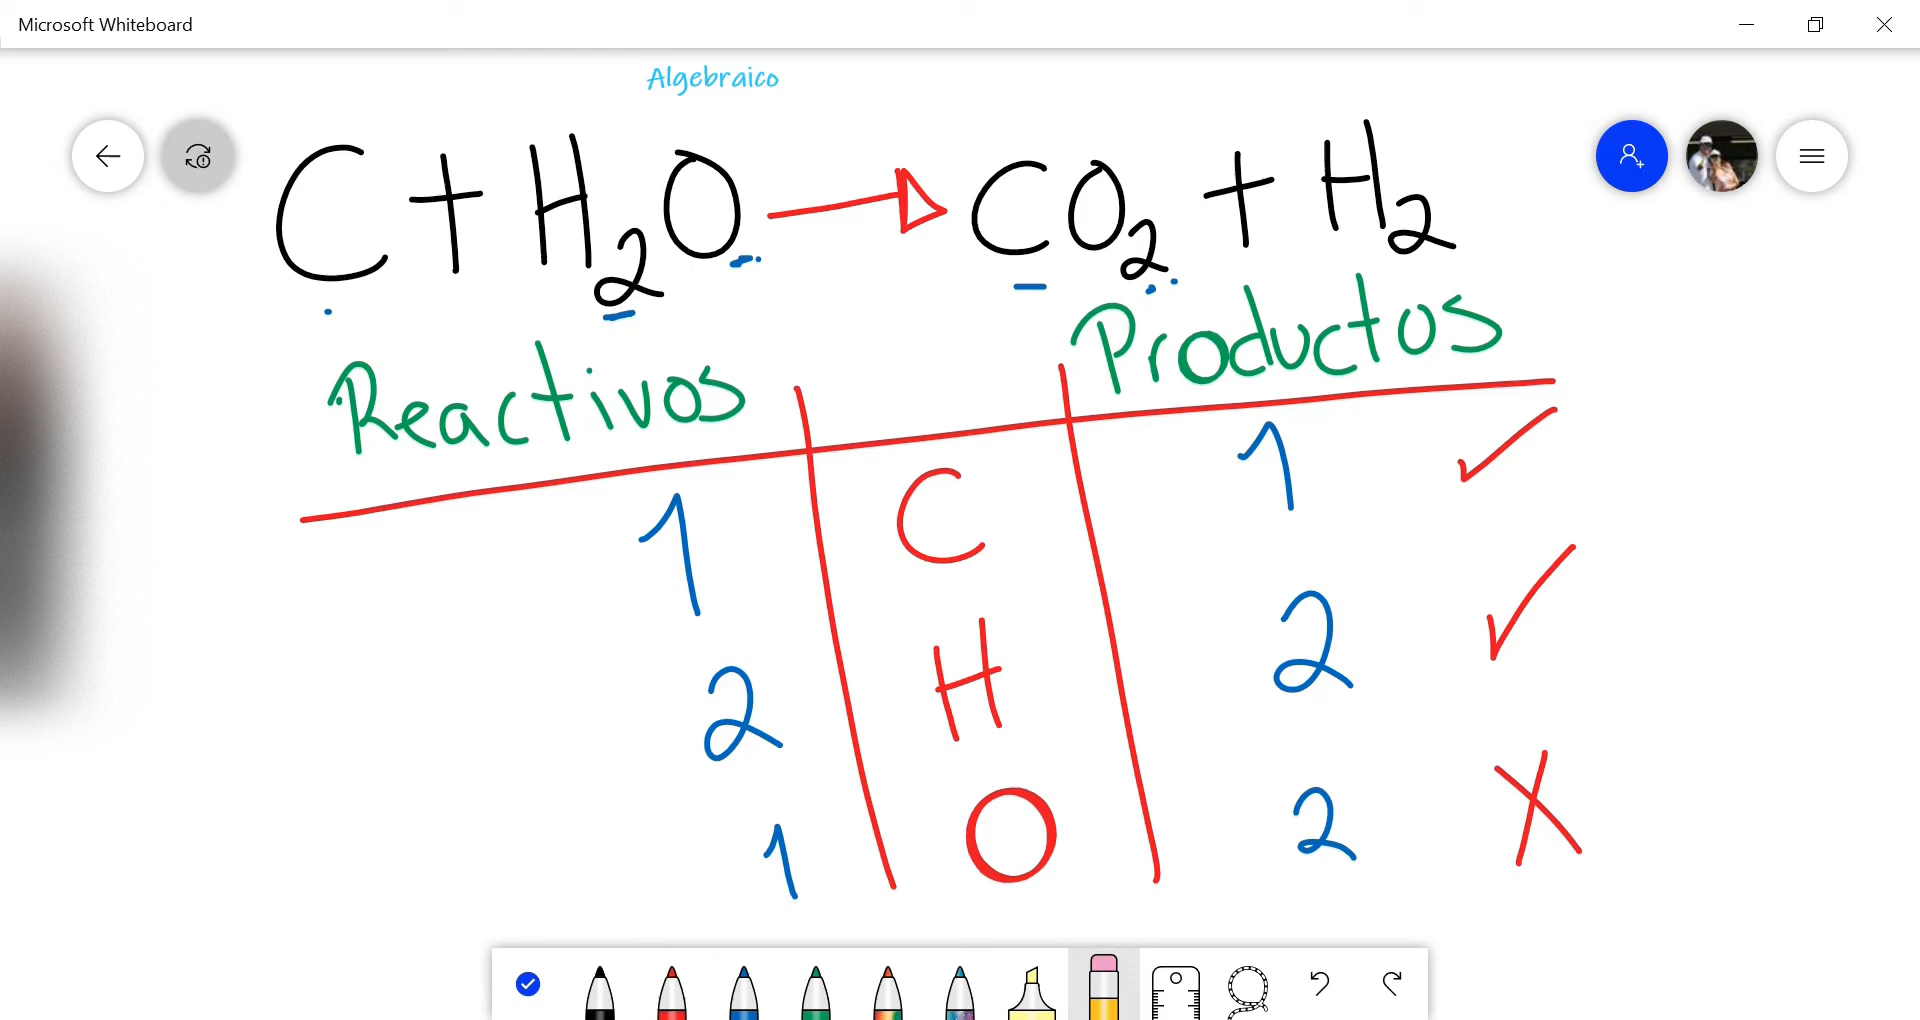 Microsoft Whiteboard
Algebraico
C + H₂O → CO₂ + H₂
Reactivos Productos
1 C 1 ✓
2 H 2 ✓
1 O 2 X